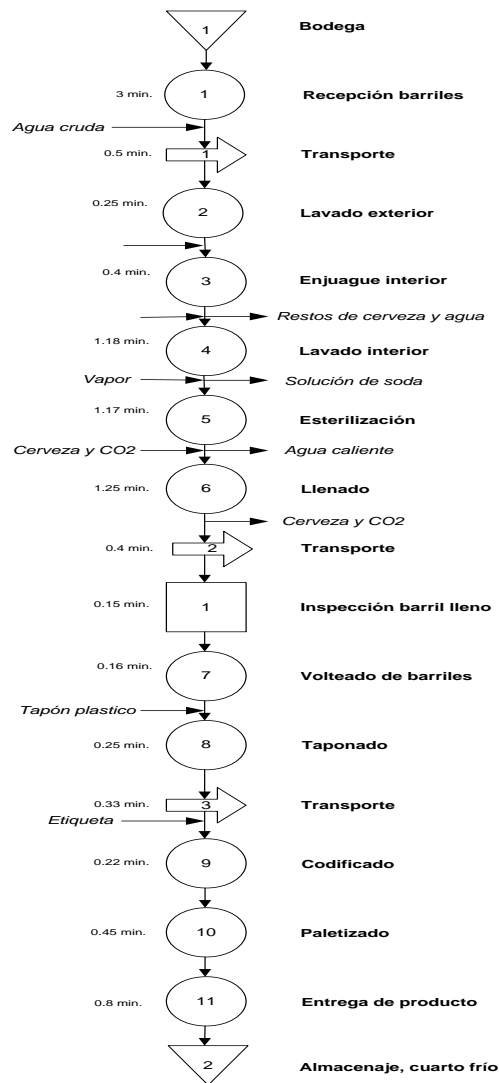 1 Bodega
3 min. 1 Recepción barriles
Agua cruda
0.5 min. 1 Transporte
0.25 min. 2 Lavado exterior
0.4 min. 3 Enjuague interior
Restos de cerveza y agua
1.18 min. 4 Lavado interior
Vapor Solución de soda
1.17 min. 5 Esterilización
Cerveza y CO2 Agua caliente
1.25 min. 6 Llenado
Cerveza y CO2
0.4 min. 2 Transporte
0.15 min. 1 Inspección barril lleno
0.16 min. 7 Volteado de barriles
Tapón plastico
0.25 min. 8 Taponado
0.33 min. 3 Transporte
Etiqueta
0.22 min. 9 Codificado
0.45 min. 10 Paletizado
0.8 min. 11 Entrega de producto
2 Almacenaje, cuarto frío